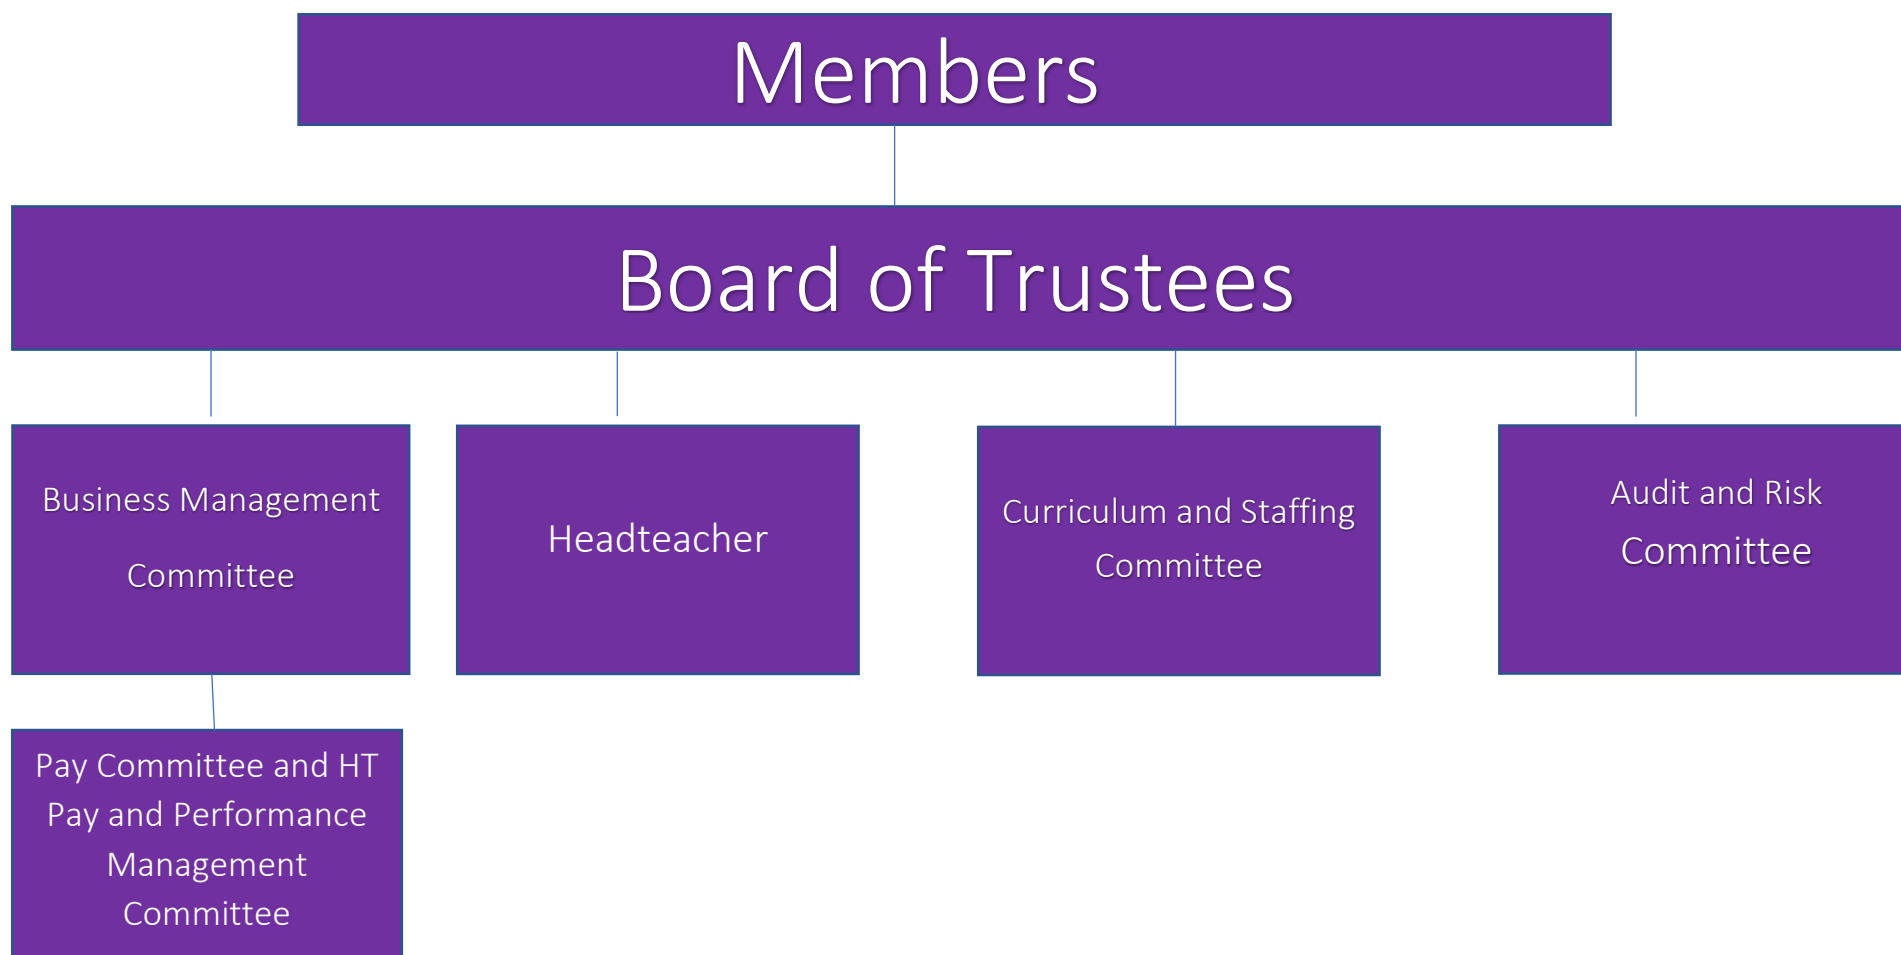 Members
Board of Trustees
Business Management
Committee
Headteacher
Curriculum and Staffing
Committee
Audit and Risk
Committee
Pay Committee and HT
Pay and Performance
Management
Committee